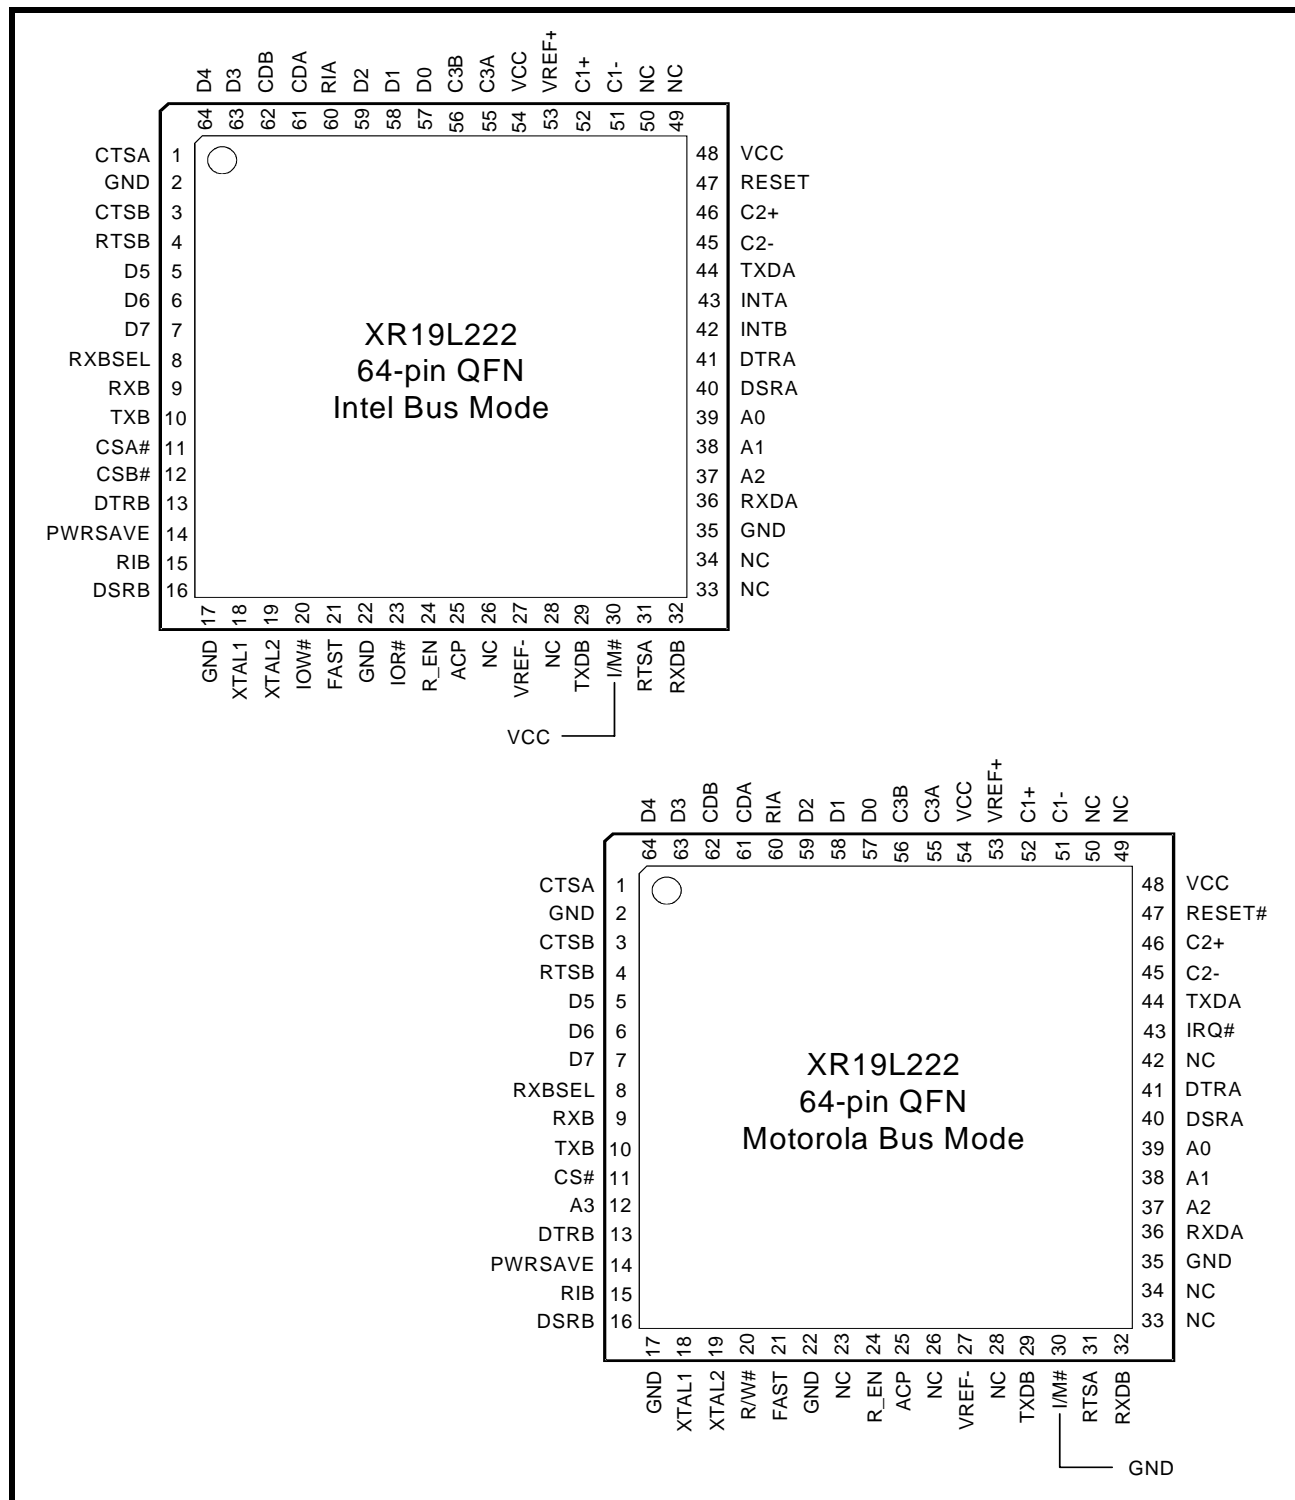 D4 D3 CDB CDA RIA D2 D1 D0 C3B C3A VCC VREF+ C1+ C1- NC NC
64 63 62 61 60 59 58 57 56 55 54 53 52 51 50 49
CTSA 1 48 VCC
GND 2 47 RESET
CTSB 3 46 C2+
RTSB 4 45 C2-
D5 5 44 TXDA
D6 6 43 INTA
D7 7 42 INTB
RXBSEL 8 41 DTRA
RXB 9 40 DSRA
TXB 10 39 A0
CSA# 11 38 A1
CSB# 12 37 A2
DTRB 13 36 RXDA
PWRSAVE 14 35 GND
RIB 15 34 NC
DSRB 16 33 NC
XR19L222
64-pin QFN
Intel Bus Mode
17 18 19 20 21 22 23 24 25 26 27 28 29 30 31 32
GND XTAL1 XTAL2 IOW# FAST GND IOR# R_EN ACP NC VREF- NC TXDB I/M# RTSA RXDB
VCC
D4 D3 CDB CDA RIA D2 D1 D0 C3B C3A VCC VREF+ C1+ C1- NC NC
64 63 62 61 60 59 58 57 56 55 54 53 52 51 50 49
CTSA 1 48 VCC
GND 2 47 RESET#
CTSB 3 46 C2+
RTSB 4 45 C2-
D5 5 44 TXDA
D6 6 43 IRQ#
D7 7 42 NC
RXBSEL 8 41 DTRA
RXB 9 40 DSRA
TXB 10 39 A0
CS# 11 38 A1
A3 12 37 A2
DTRB 13 36 RXDA
PWRSAVE 14 35 GND
RIB 15 34 NC
DSRB 16 33 NC
XR19L222
64-pin QFN
Motorola Bus Mode
17 18 19 20 21 22 23 24 25 26 27 28 29 30 31 32
GND XTAL1 XTAL2 R/W# FAST GND NC R_EN ACP NC VREF- NC TXDB I/M# RTSA RXDB
GND